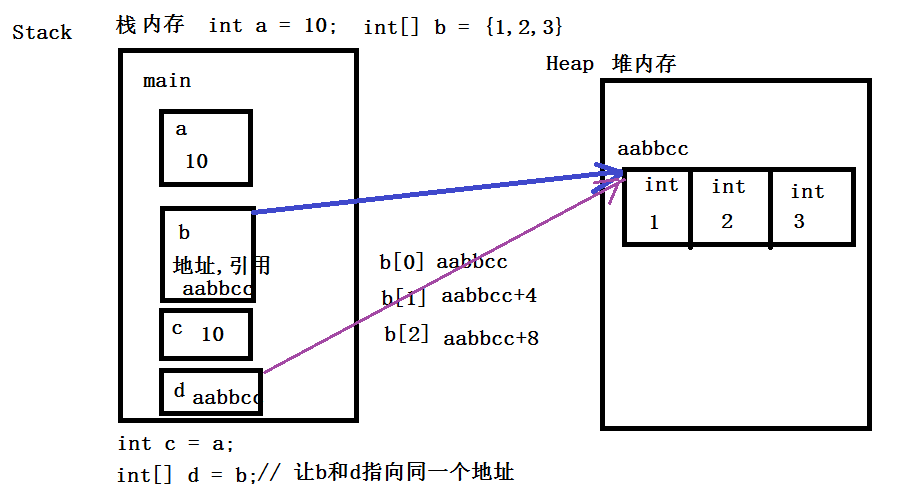 Stack 栈内存 int a = 10; int[] b = {1,2,3}
Heap 堆内存
main
a
10
b
地址,引用
aabbcc
c 10
d aabbcc
aabbcc
int int int
1 2 3
b[0] aabbcc
b[1] aabbcc+4
b[2] aabbcc+8
int c = a;
int[] d = b;// 让b和d指向同一个地址